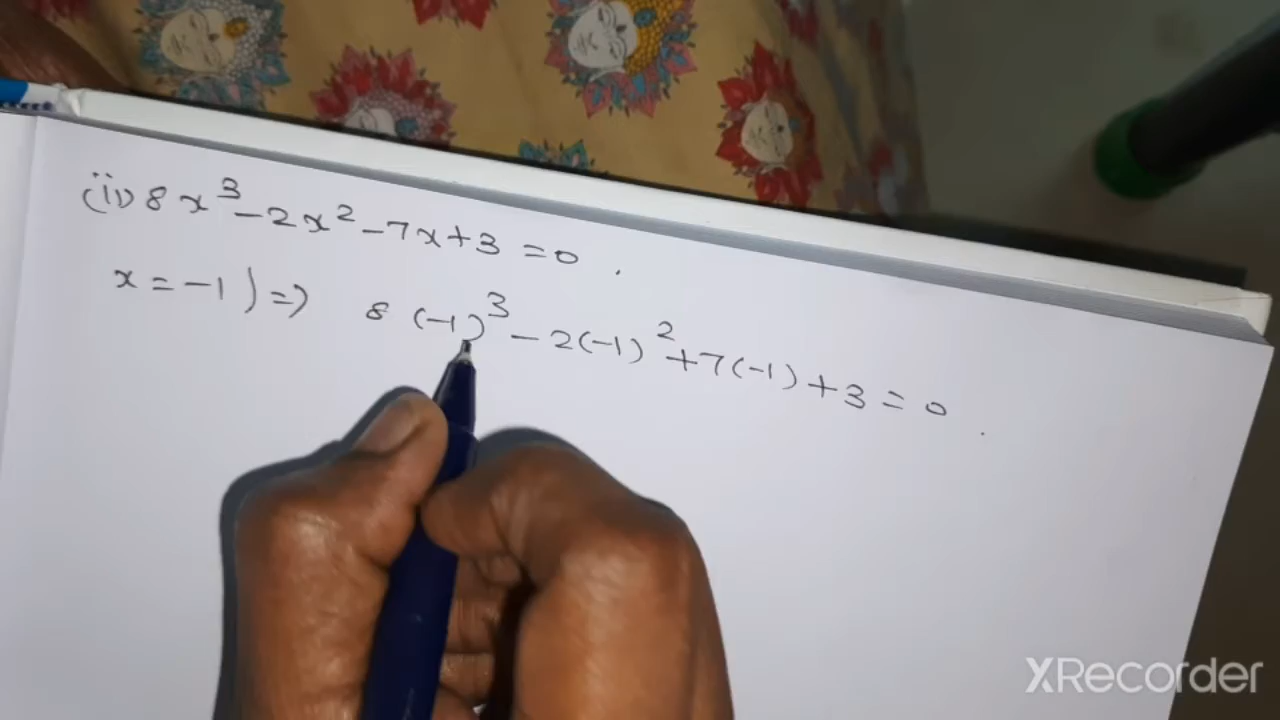 (ii) 8x³-2x²-7x+3=0.
x=-1) => 8(-1)³-2(-1)²+7(-1)+3=0.
XRecorder